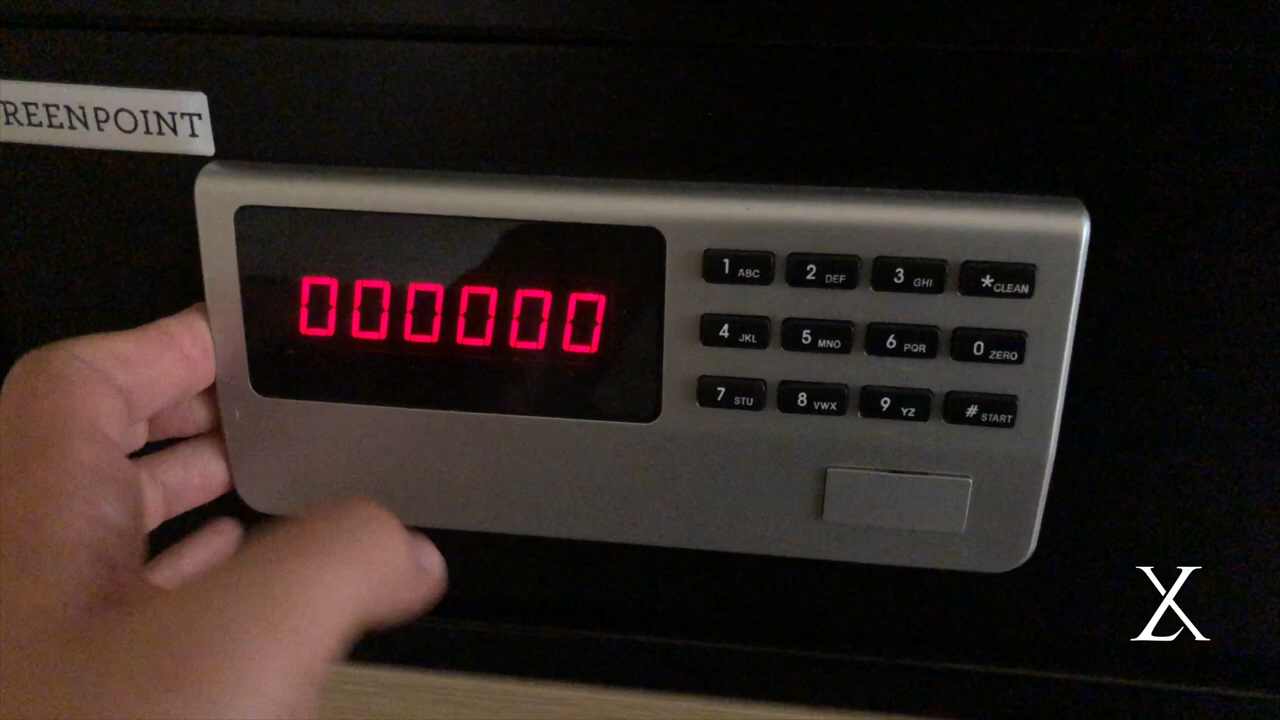 REENPOINT
000000
1 ABC 2 DEF 3 GHI *CLEAN
4 JKL 5 MNO 6 PQR 0 ZERO
7 STU 8 VWX 9 YZ # START
LX